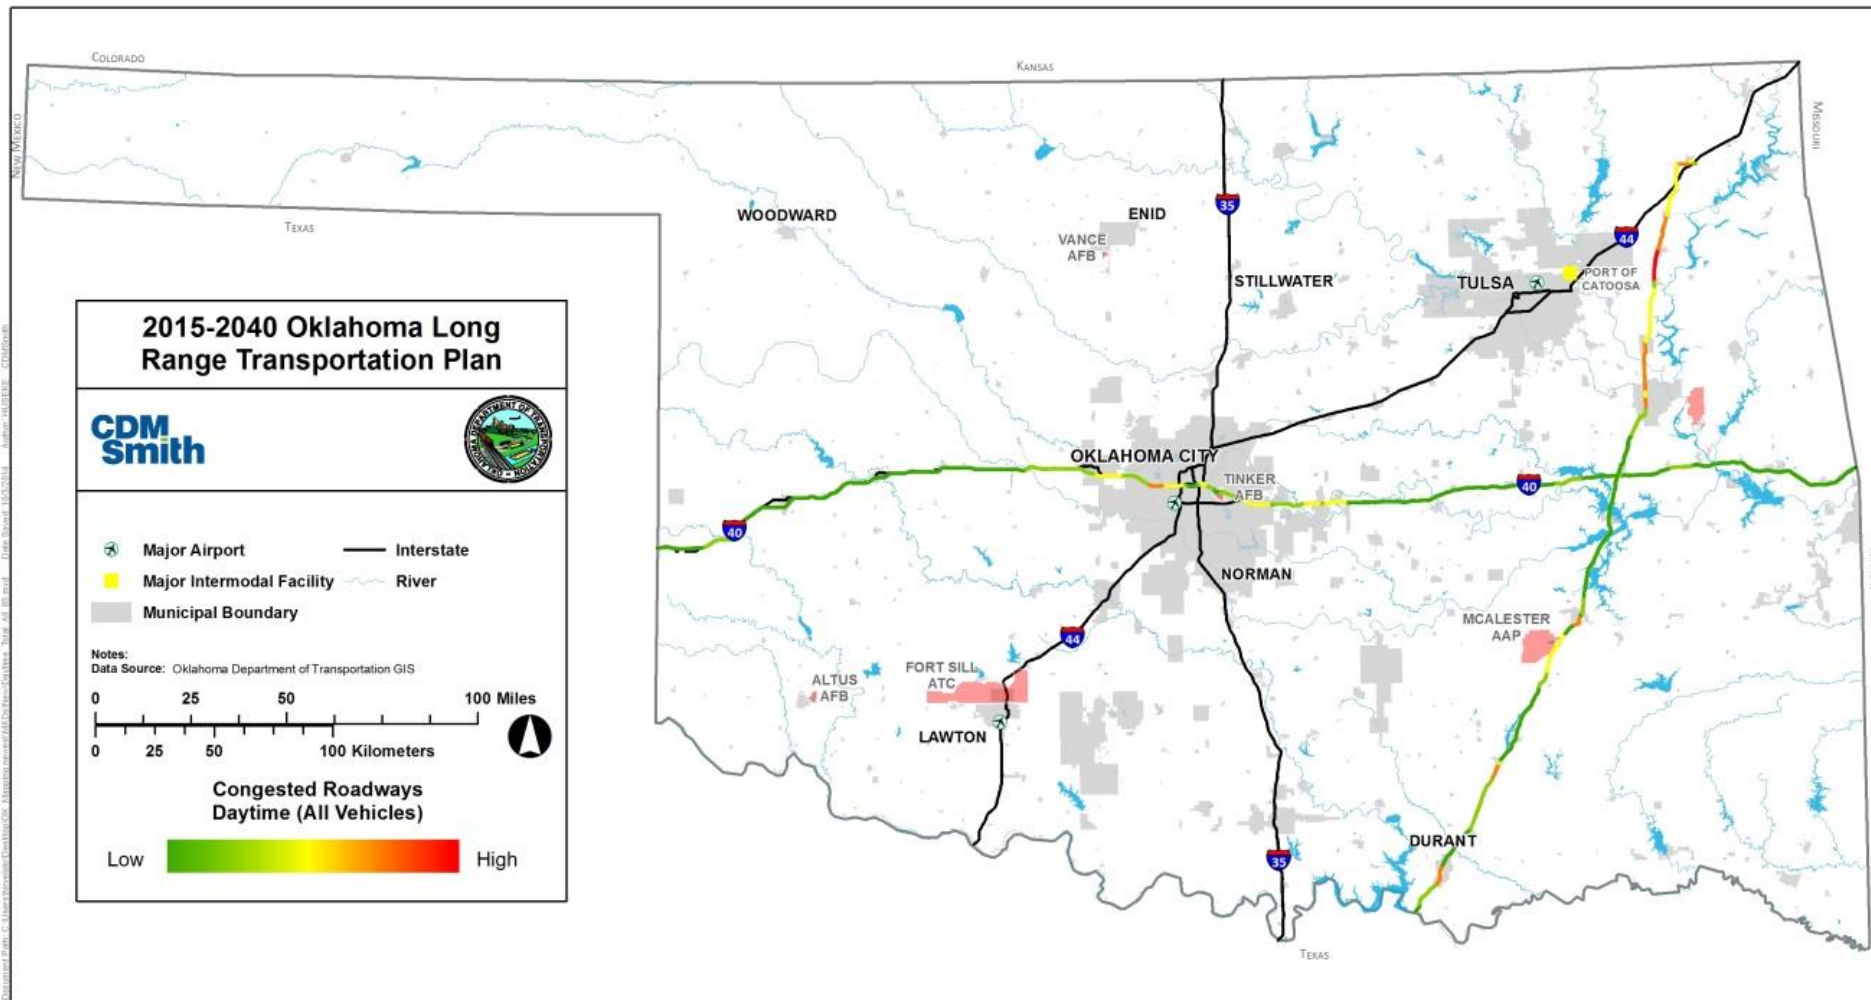 COLORADO
KANSAS
NEW MEXICO
MISSOURI
TEXAS
WOODWARD
ENID
VANCE
AFB
35
44
STILLWATER
TULSA
PORT OF
CATOOSA
2015-2040 Oklahoma Long
Range Transportation Plan
CDM
Smith
OKLAHOMA DEPARTMENT OF TRANSPORTATION
OKLAHOMA CITY
TINKER
AFB
40
40
Major Airport
Interstate
Major Intermodal Facility
River
Municipal Boundary
NORMAN
MCALESTER
AAP
44
Notes:
Data Source: Oklahoma Department of Transportation GIS
ALTUS
AFB
FORT SILL
ATC
LAWTON
0 25 50 100 Miles
0 25 50 100 Kilometers
Congested Roadways
Daytime (All Vehicles)
Low
High
DURANT
35
TEXAS